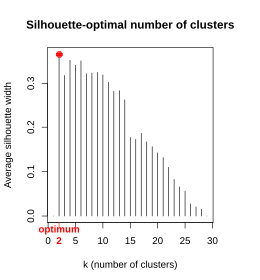 Silhouette-optimal number of clusters
Average silhouette width
0.3
0.2
0.1
0.0
optimum
0 2 5 10 15 20 25 30
k (number of clusters)